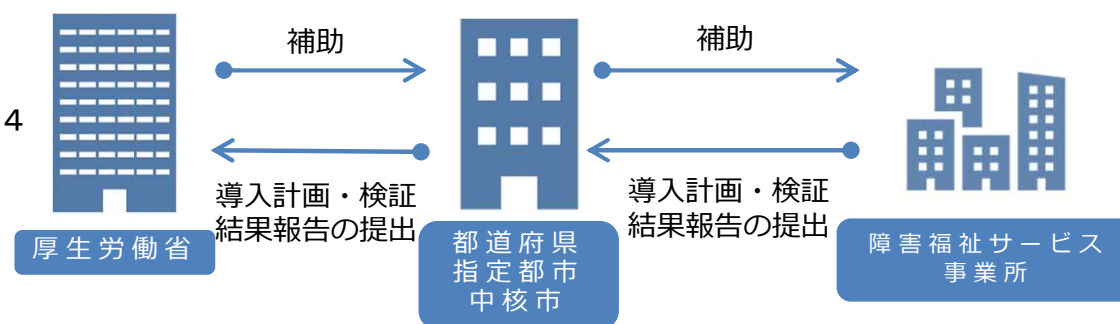 補助
補助
4
導入計画・検証
結果報告の提出
導入計画・検証
結果報告の提出
厚生労働省
都道府県
指定都市
中核市
障害福祉サービス
事業所